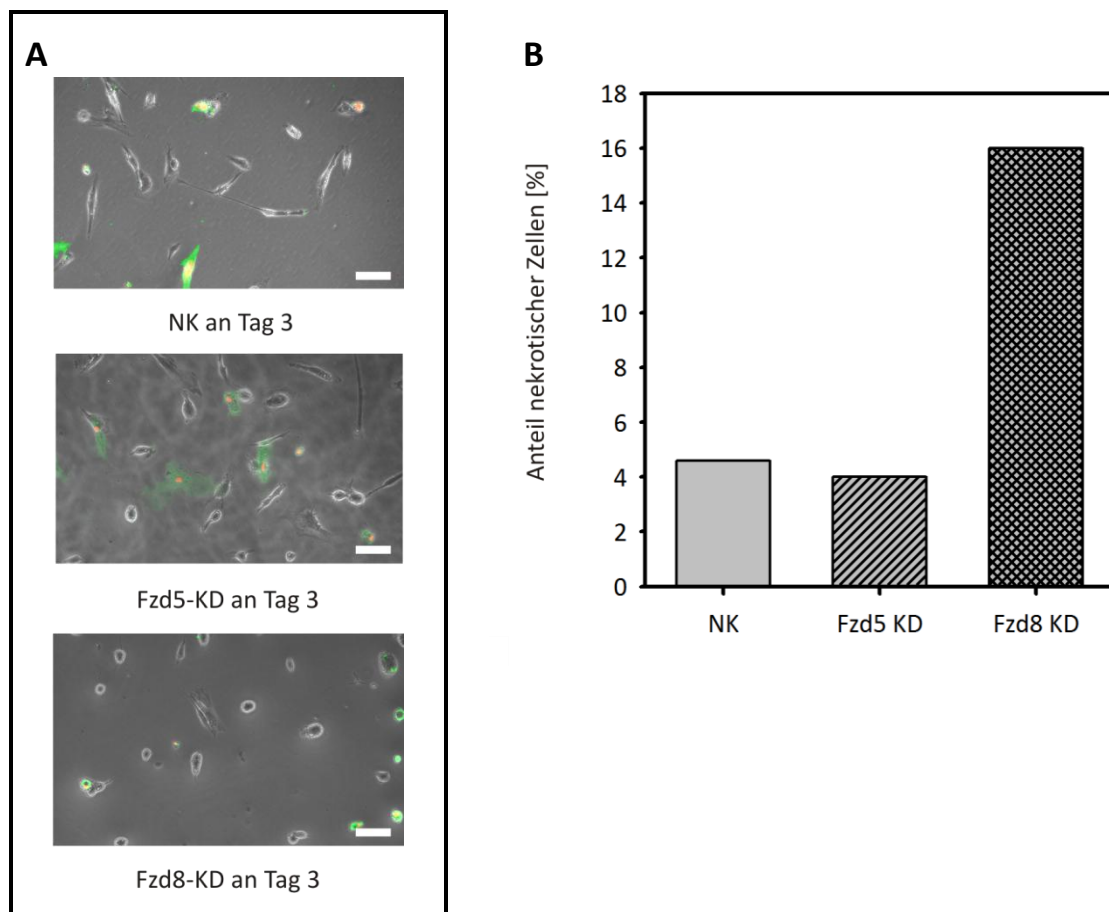 A
NK an Tag 3
Fzd5-KD an Tag 3
Fzd8-KD an Tag 3
B
Anteil nekrotischer Zellen [%]
18
16
14
12
10
8
6
4
2
0
NK Fzd5 KD Fzd8 KD